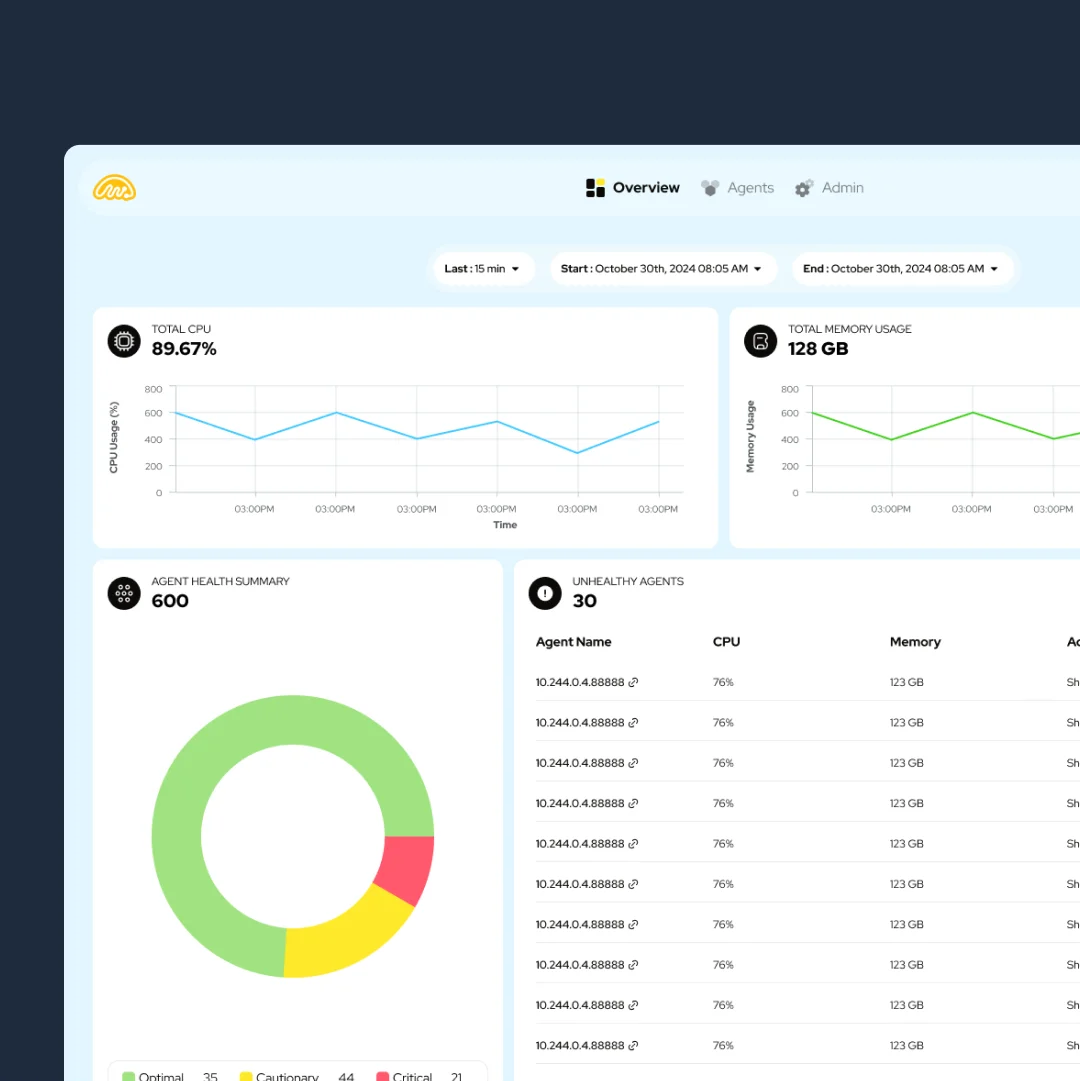 Overview Agents Admin
Last : 15 min Start : October 30th, 2024 08:05 AM End : October 30th, 2024 08:05 AM
TOTAL CPU
89.67%
CPU Usage (%)
800
600
400
200
0
03:00PM 03:00PM 03:00PM 03:00PM 03:00PM 03:00PM
Time
TOTAL MEMORY USAGE
128 GB
Memory Usage
800
600
400
200
0
03:00PM 03:00PM 03:00PM
AGENT HEALTH SUMMARY
600
Optimal 35 Cautionary 44 Critical 21
UNHEALTHY AGENTS
30
Agent Name CPU Memory Ac
10.244.0.4.88888 76% 123 GB Sh
10.244.0.4.88888 76% 123 GB Sh
10.244.0.4.88888 76% 123 GB Sh
10.244.0.4.88888 76% 123 GB Sh
10.244.0.4.88888 76% 123 GB Sh
10.244.0.4.88888 76% 123 GB Sh
10.244.0.4.88888 76% 123 GB Sh
10.244.0.4.88888 76% 123 GB Sh
10.244.0.4.88888 76% 123 GB Sh
10.244.0.4.88888 76% 123 GB Sh